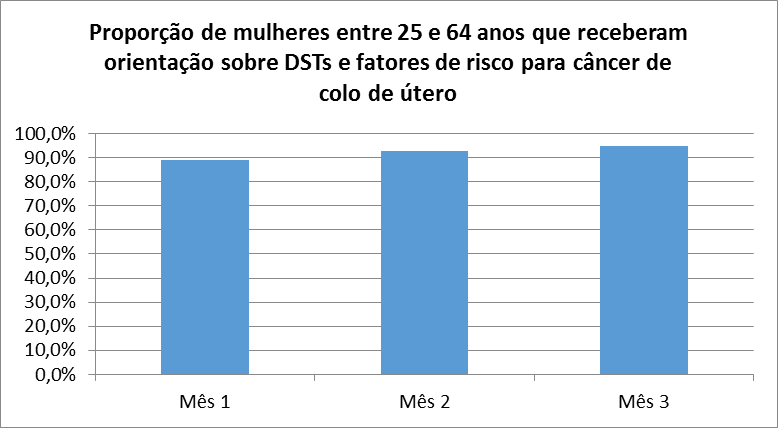 Proporção de mulheres entre 25 e 64 anos que receberam
orientação sobre DSTs e fatores de risco para câncer de
colo de útero
100,0%
90,0%
80,0%
70,0%
60,0%
50,0%
40,0%
30,0%
20,0%
10,0%
0,0%
Mês 1
Mês 2
Mês 3